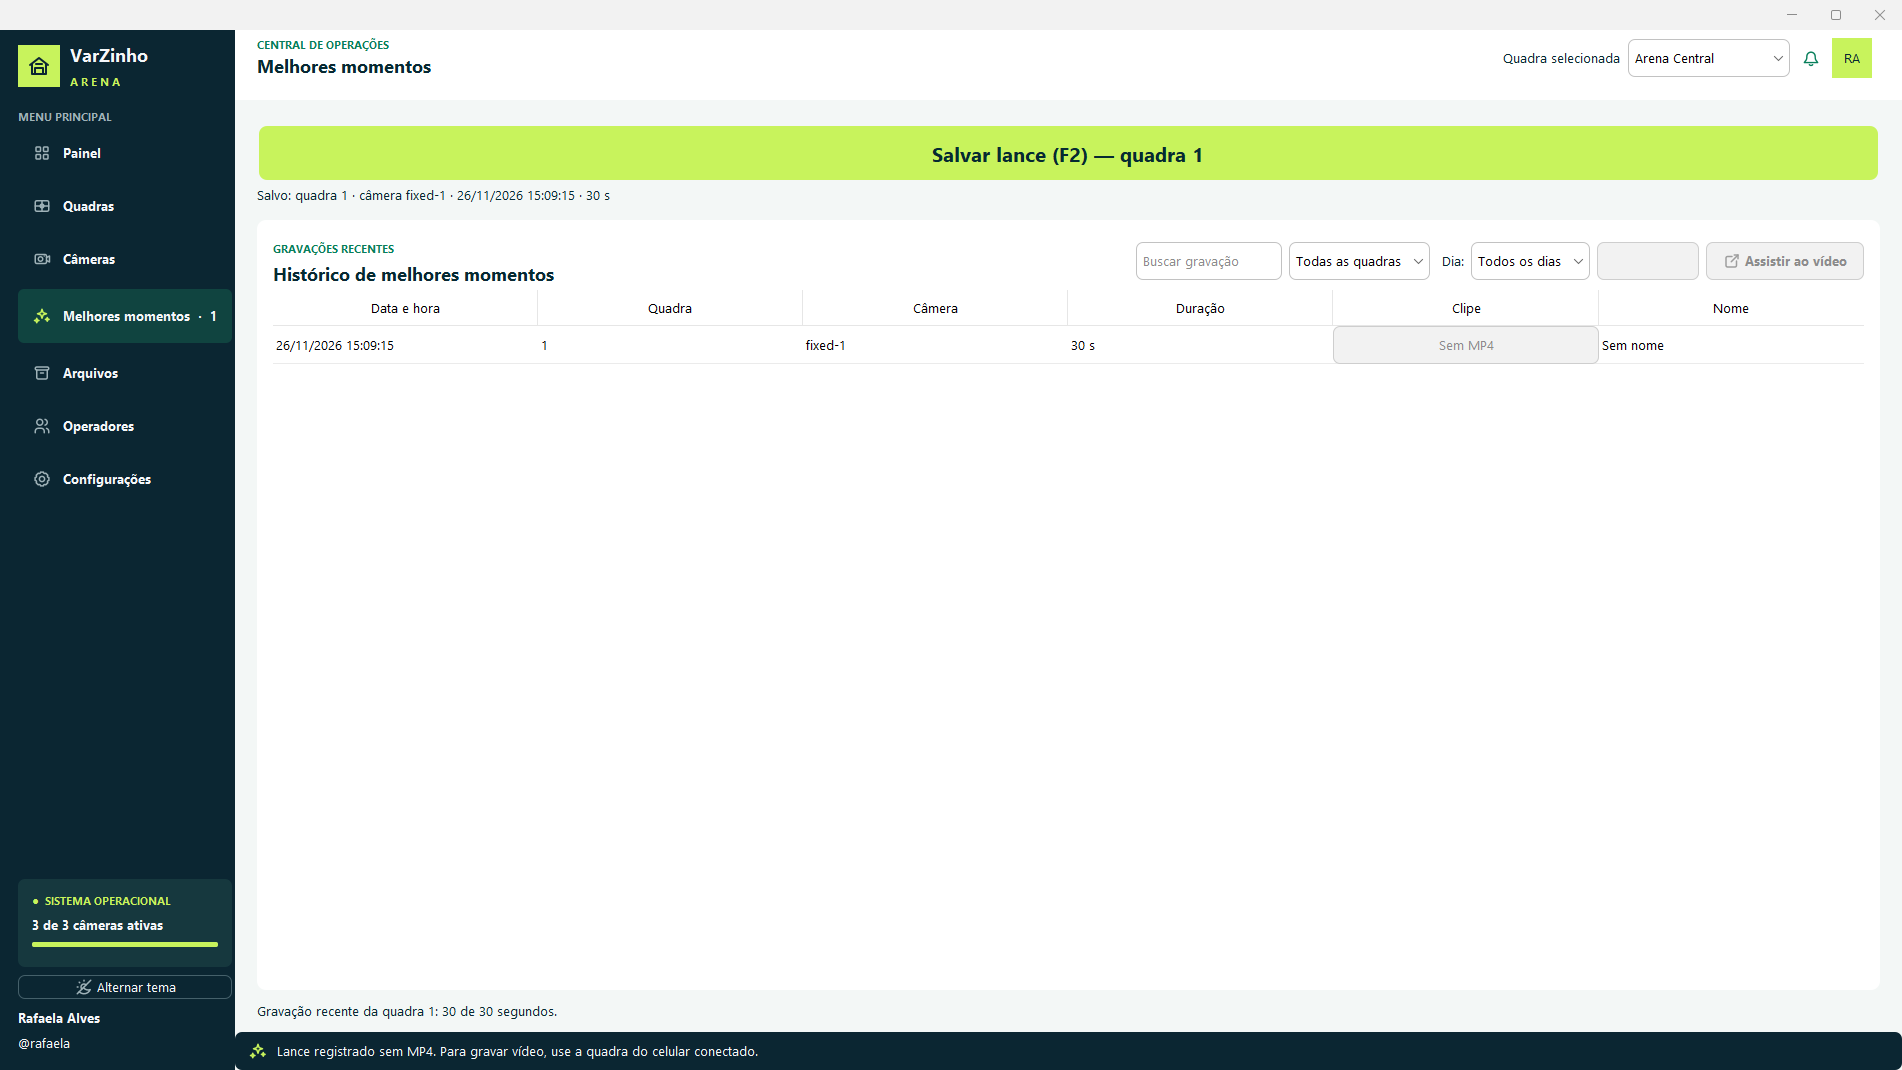 VarZinho
ARENA
MENU PRINCIPAL
Painel
Quadras
Câmeras
Melhores momentos · 1
Arquivos
Operadores
Configurações
● SISTEMA OPERACIONAL
3 de 3 câmeras ativas
Alternar tema
Rafaela Alves
@rafaela
CENTRAL DE OPERAÇÕES
Melhores momentos
Quadra selecionada
Arena Central
RA
Salvar lance (F2) — quadra 1
Salvo: quadra 1 · câmera fixed-1 · 26/11/2026 15:09:15 · 30 s
GRAVAÇÕES RECENTES
Histórico de melhores momentos
Buscar gravação
Todas as quadras
Dia:
Todos os dias
Assistir ao vídeo
Data e hora Quadra Câmera Duração Clipe Nome
26/11/2026 15:09:15 1 fixed-1 30 s Sem MP4 Sem nome
Gravação recente da quadra 1: 30 de 30 segundos.
Lance registrado sem MP4. Para gravar vídeo, use a quadra do celular conectado.